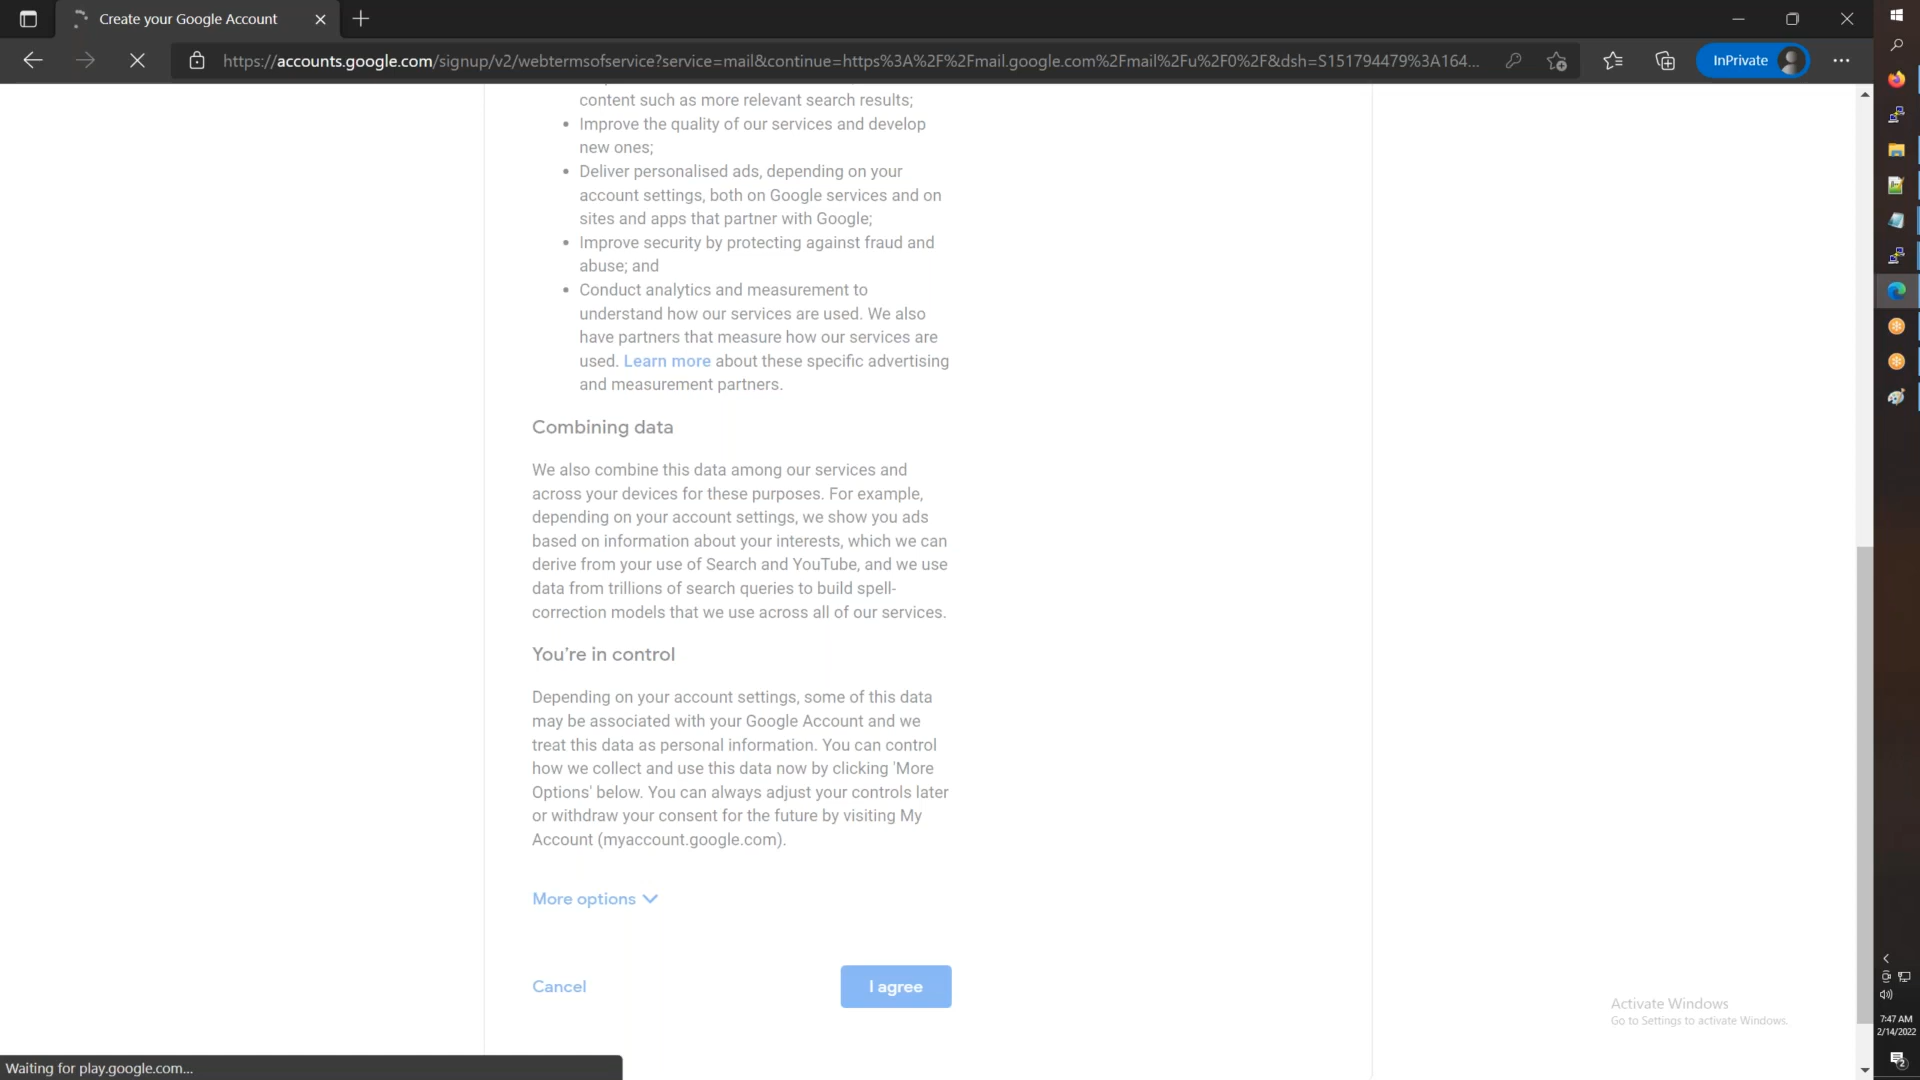 Create your Google Account
https://accounts.google.com/signup/v2/webtermsofservice?service=mail&continue=https%3A%2F%2Fmail.google.com%2Fmail%2Fu%2F0%2F&dsh=S151794479%3A164...
InPrivate
content such as more relevant search results;
• Improve the quality of our services and develop
new ones;
• Deliver personalised ads, depending on your
account settings, both on Google services and on
sites and apps that partner with Google;
• Improve security by protecting against fraud and
abuse; and
• Conduct analytics and measurement to
understand how our services are used. We also
have partners that measure how our services are
used. Learn more about these specific advertising
and measurement partners.
Combining data
We also combine this data among our services and
across your devices for these purposes. For example,
depending on your account settings, we show you ads
based on information about your interests, which we can
derive from your use of Search and YouTube, and we use
data from trillions of search queries to build spell-
correction models that we use across all of our services.
You're in control
Depending on your account settings, some of this data
may be associated with your Google Account and we
treat this data as personal information. You can control
how we collect and use this data now by clicking 'More
Options' below. You can always adjust your controls later
or withdraw your consent for the future by visiting My
Account (myaccount.google.com).
More options
Cancel
I agree
Activate Windows
Go to Settings to activate Windows.
7:47 AM
2/14/2022
2
Waiting for play.google.com...